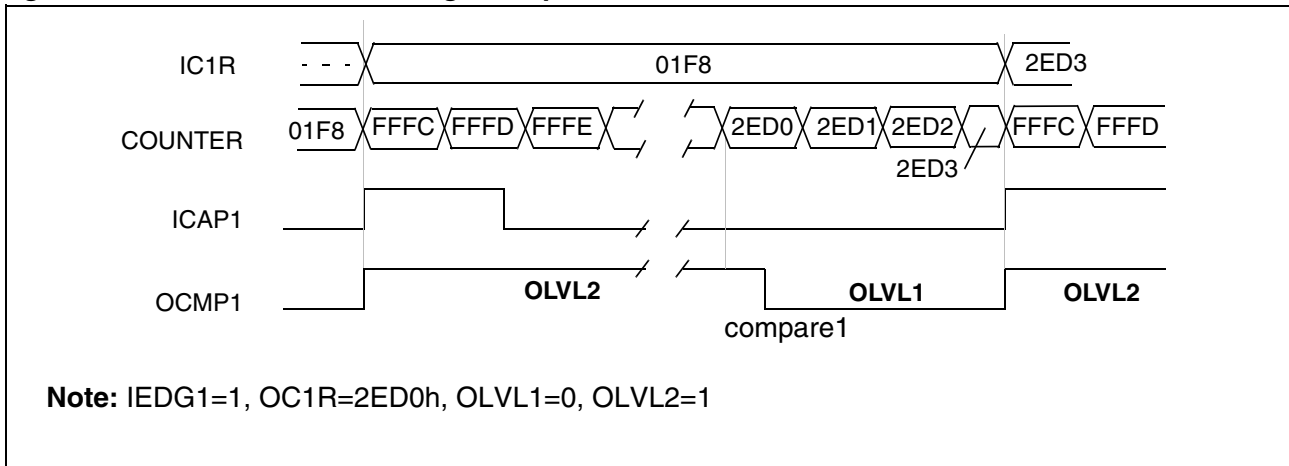 IC1R - - - 01F8 2ED3
COUNTER 01F8 FFFC FFFD FFFE 2ED0 2ED1 2ED2 FFFC FFFD
2ED3
ICAP1
OCMP1 OLVL2 OLVL1 OLVL2
compare1
Note: IEDG1=1, OC1R=2ED0h, OLVL1=0, OLVL2=1